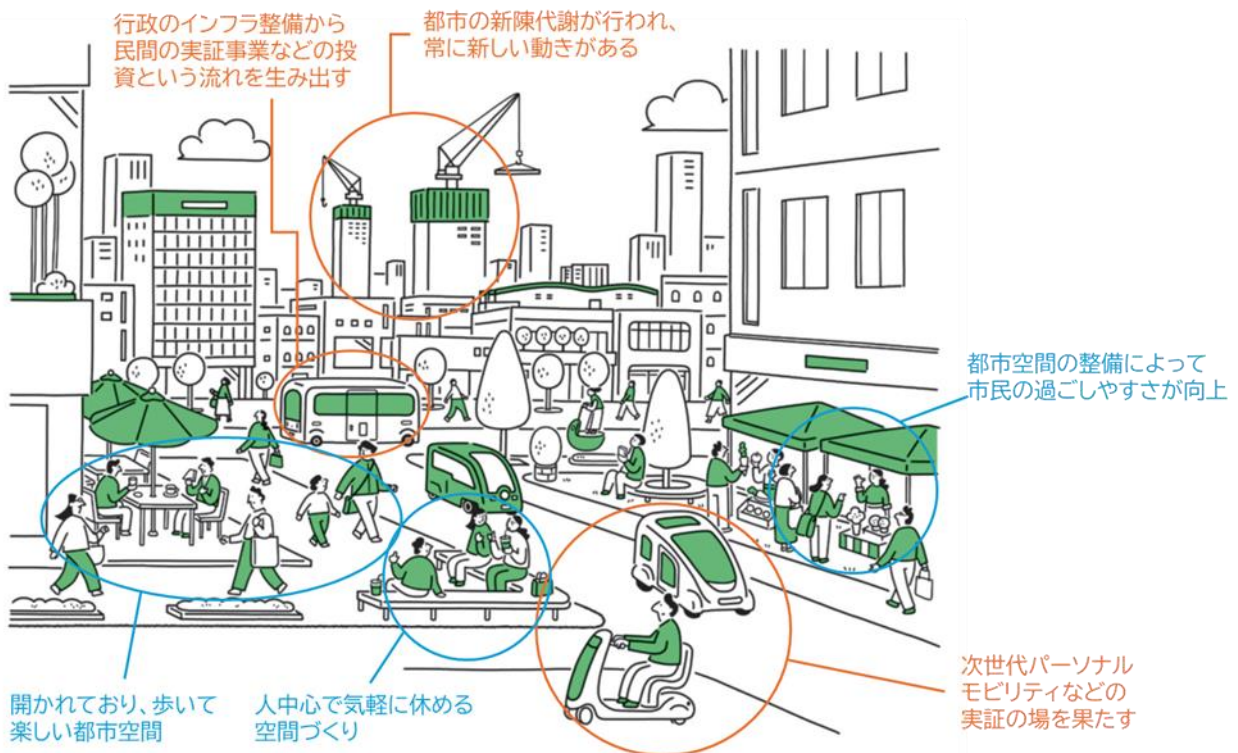 行政のインフラ整備から
民間の実証事業などの投
資という流れを生み出す
都市の新陳代謝が行われ、
常に新しい動きがある
都市空間の整備によって
市民の過ごしやすさが向上
開かれており、歩いて
楽しい都市空間
人中心で気軽に休める
空間づくり
次世代パーソナル
モビリティなどの
実証の場を果たす